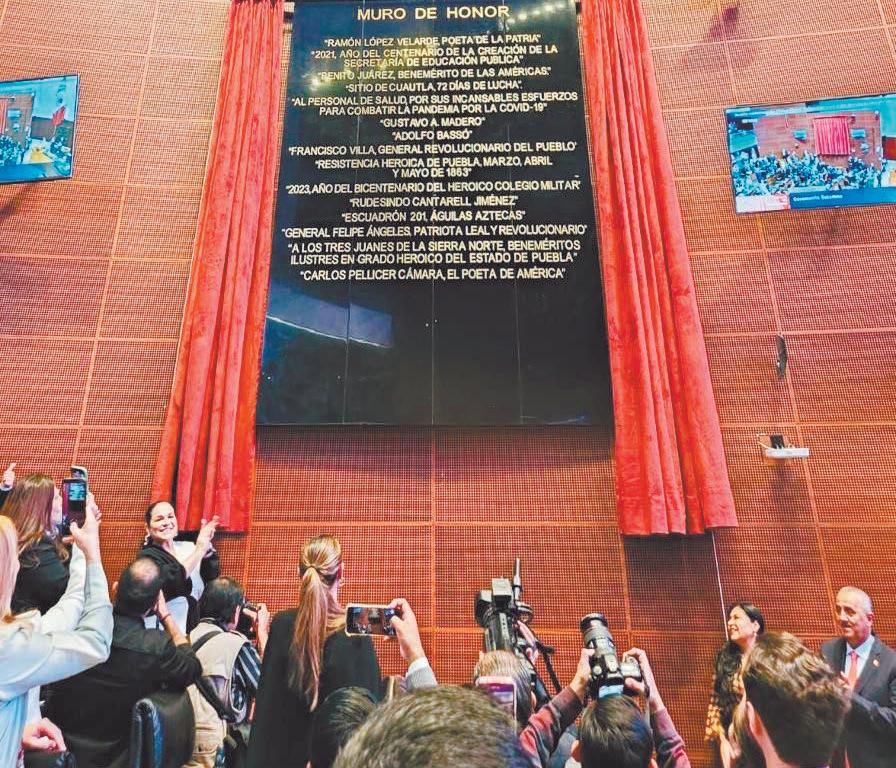 MURO DE HONOR
"RAMÓN LÓPEZ VELARDE, POETA DE LA PATRIA"
"2021, AÑO DEL CENTENARIO DE LA CREACIÓN DE LA
SECRETARÍA DE EDUCACIÓN PÚBLICA"
"BENITO JUÁREZ, BENEMÉRITO DE LAS AMÉRICAS."
"SITIO DE CUAUTLA, 72 DÍAS DE LUCHA".
"AL PERSONAL DE SALUD, POR SUS INCANSABLES ESFUERZOS
PARA COMBATIR LA PANDEMIA POR LA COVID-19"
"GUSTAVO A. MADERO"
"ADOLFO BASSÓ"
"FRANCISCO VILLA, GENERAL REVOLUCIONARIO DEL PUEBLO"
"RESISTENCIA HEROICA DE PUEBLA, MARZO, ABRIL
Y MAYO DE 1863"
"2023, AÑO DEL BICENTENARIO DEL HEROICO COLEGIO MILITAR"
"RUDESINDO CANTARELL JIMÉNEZ"
"ESCUADRÓN 201, ÁGUILAS AZTECAS"
"GENERAL FELIPE ÁNGELES, PATRIOTA LEAL Y REVOLUCIONARIO"
"A LOS TRES JUANES DE LA SIERRA NORTE, BENEMÉRITOS
ILUSTRES EN GRADO HEROICO DEL ESTADO DE PUEBLA"
"CARLOS PELLICER CÁMARA, EL POETA DE AMÉRICA"